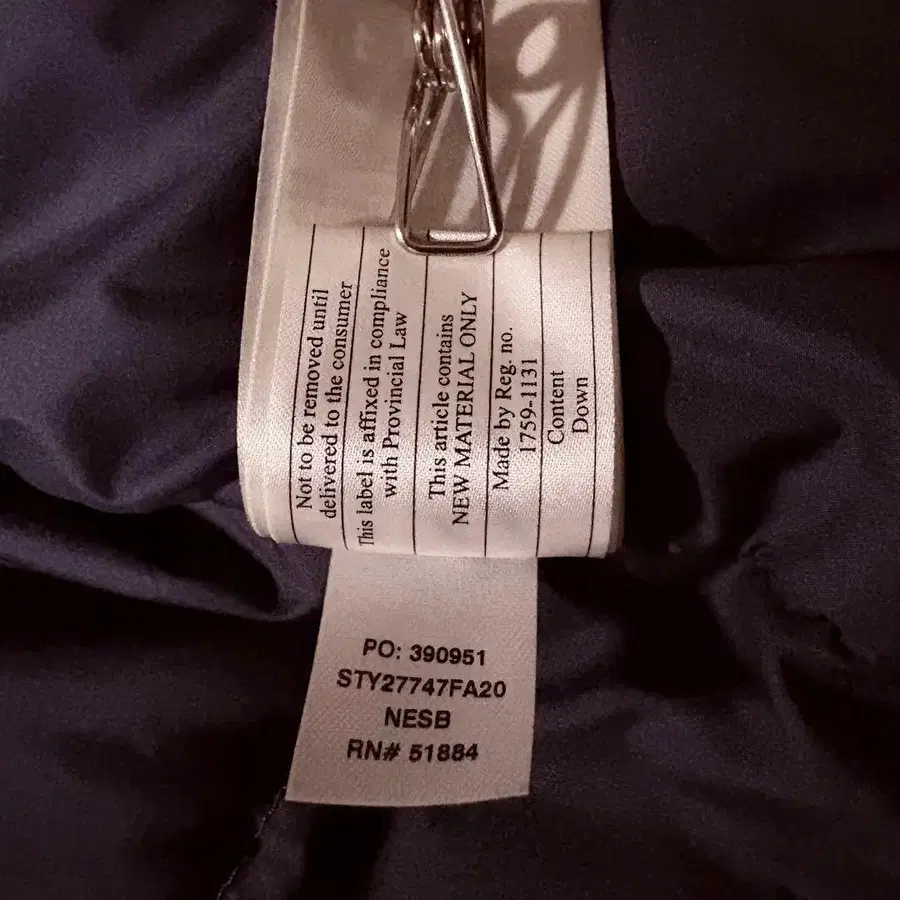 Not to be removed until
delivered to the consumer
This label is affixed in compliance
with Provincial Law
This article contains
NEW MATERIAL ONLY
Made by Reg. no.
1759-1131
Content
Down
PO: 390951
STY27747FA20
NESB
RN# 51884